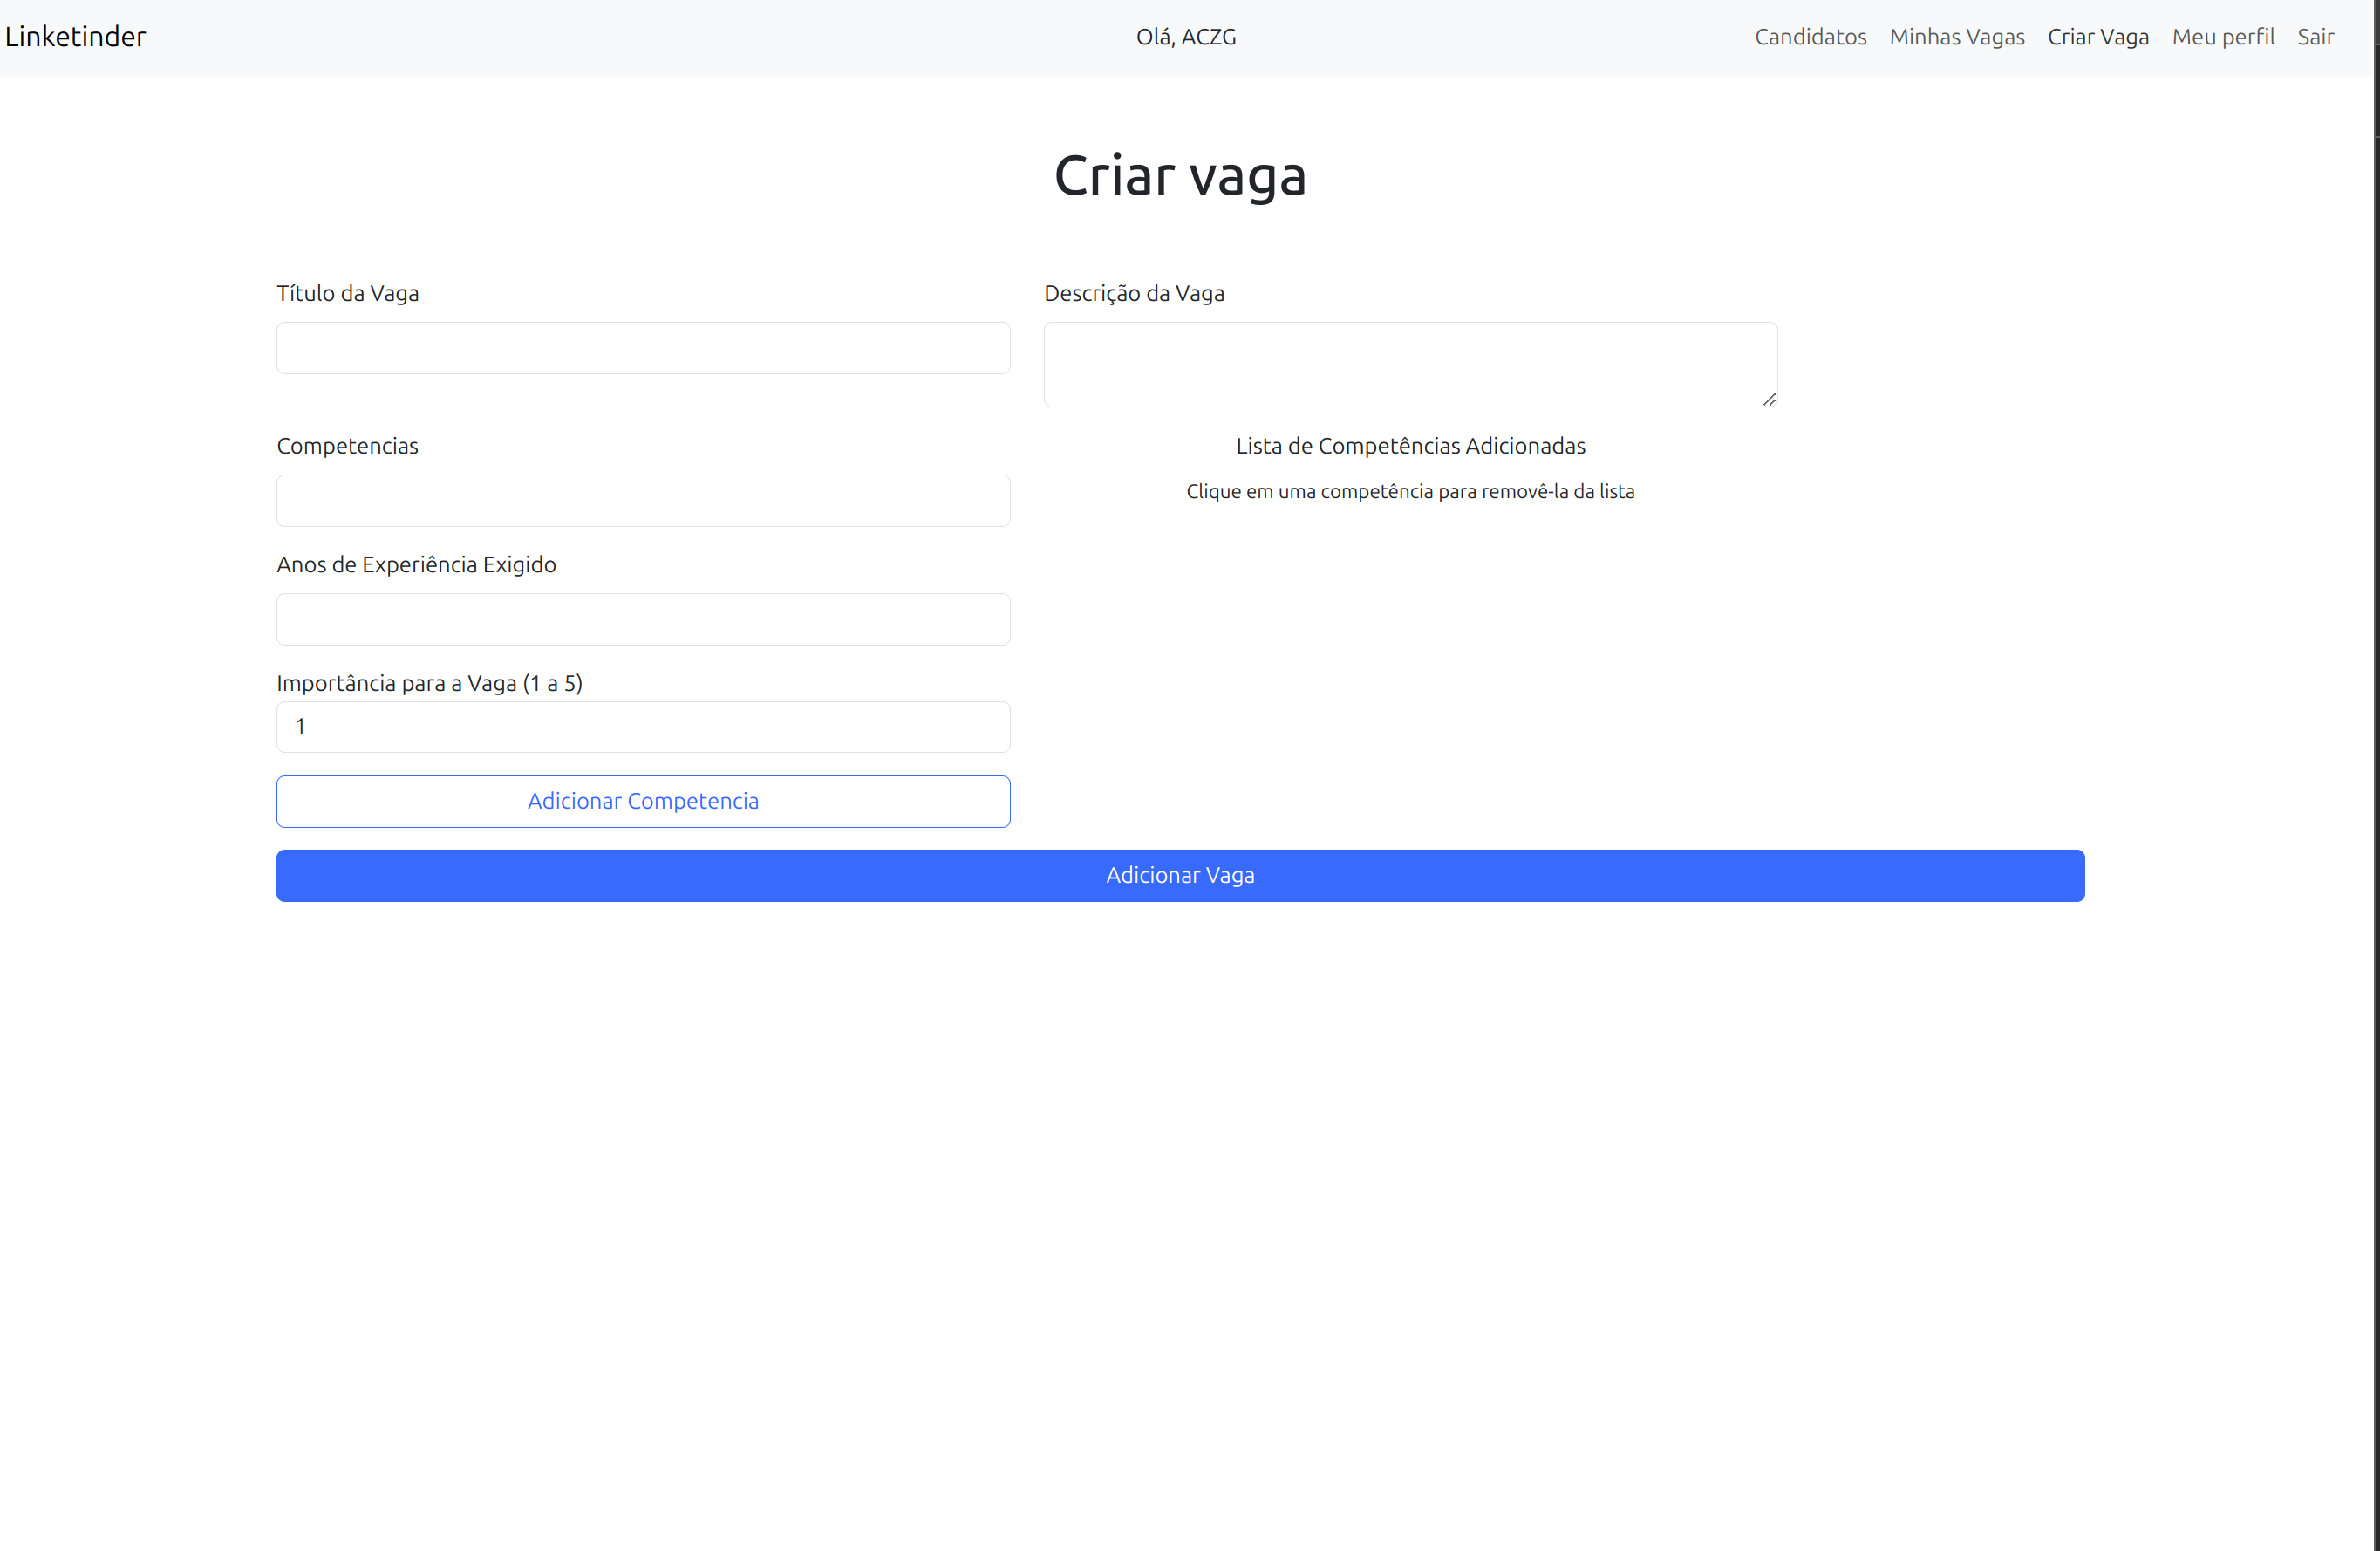 Linketinder
Olá, ACZG
Candidatos Minhas Vagas Criar Vaga Meu perfil Sair
Criar vaga
Título da Vaga
Descrição da Vaga
Competencias
Lista de Competências Adicionadas
Clique em uma competência para removê-la da lista
Anos de Experiência Exigido
Importância para a Vaga (1 a 5)
1
Adicionar Competencia
Adicionar Vaga